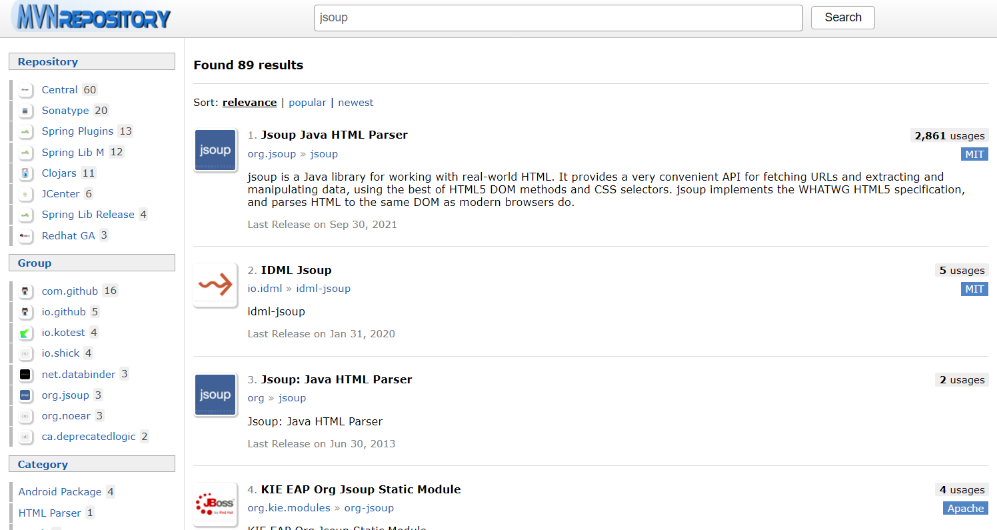 MVNREPOSITORY
jsoup
Search
Repository
Central 60
Sonatype 20
Spring Plugins 13
Spring Lib M 12
Clojars 11
JCenter 6
Spring Lib Release 4
Redhat GA 3
Group
com.github 16
io.github 5
io.kotest 4
io.shick 4
net.databinder 3
org.jsoup 3
org.noear 3
ca.deprecatedlogic 2
Category
Android Package 4
HTML Parser 1
Found 89 results
Sort: relevance | popular | newest
jsoup
1. Jsoup Java HTML Parser
2,861 usages
org.jsoup » jsoup
MIT
jsoup is a Java library for working with real-world HTML. It provides a very convenient API for fetching URLs and extracting and
manipulating data, using the best of HTML5 DOM methods and CSS selectors. jsoup implements the WHATWG HTML5 specification,
and parses HTML to the same DOM as modern browsers do.
Last Release on Sep 30, 2021
2. IDML Jsoup
5 usages
io.idml » idml-jsoup
MIT
idml-jsoup
Last Release on Jan 31, 2020
jsoup
3. Jsoup: Java HTML Parser
2 usages
org » jsoup
Jsoup: Java HTML Parser
Last Release on Jun 30, 2013
JBoss
4. KIE EAP Org Jsoup Static Module
4 usages
org.kie.modules » org-jsoup
Apache
KIE EAP Org Jsoup Static Module